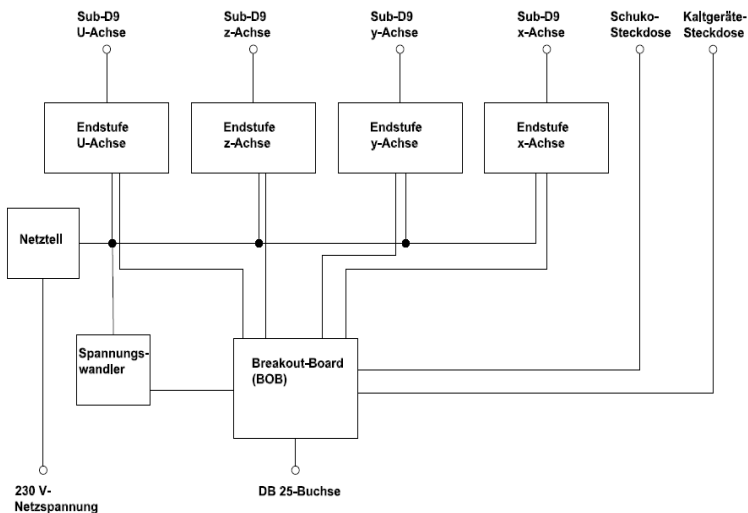 Sub-D9
U-Achse
Sub-D9
z-Achse
Sub-D9
y-Achse
Sub-D9
x-Achse
Schuko-
Steckdose
Kaltgeräte-
Steckdose
Endstufe
U-Achse
Endstufe
z-Achse
Endstufe
y-Achse
Endstufe
x-Achse
Netzteil
Spannungs-
wandler
Breakout-Board
(BOB)
230 V-
Netzspannung
DB 25-Buchse